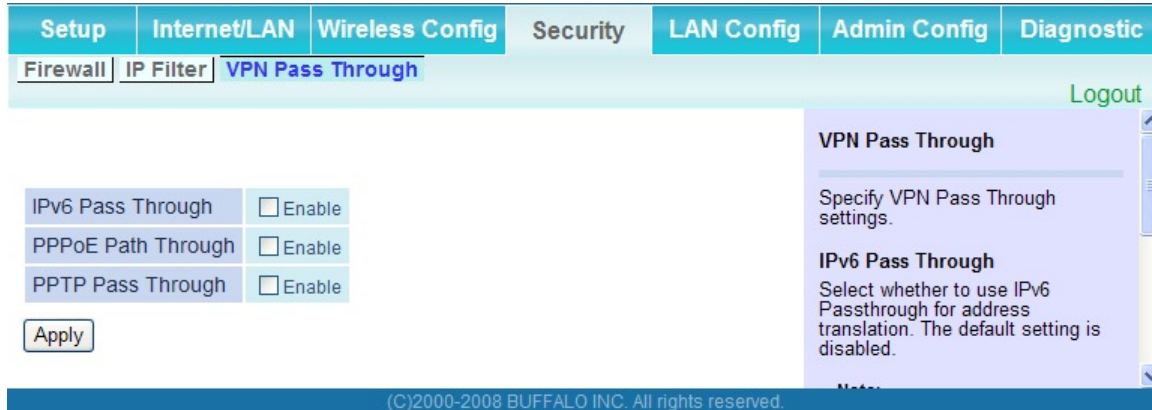 Setup Internet/LAN Wireless Config Security LAN Config Admin Config Diagnostic
Firewall IP Filter VPN Pass Through
Logout
IPv6 Pass Through Enable
PPPoE Path Through Enable
PPTP Pass Through Enable
Apply
VPN Pass Through
Specify VPN Pass Through
settings.
IPv6 Pass Through
Select whether to use IPv6
Passthrough for address
translation. The default setting is
disabled.
(C)2000-2008 BUFFALO INC. All rights reserved.